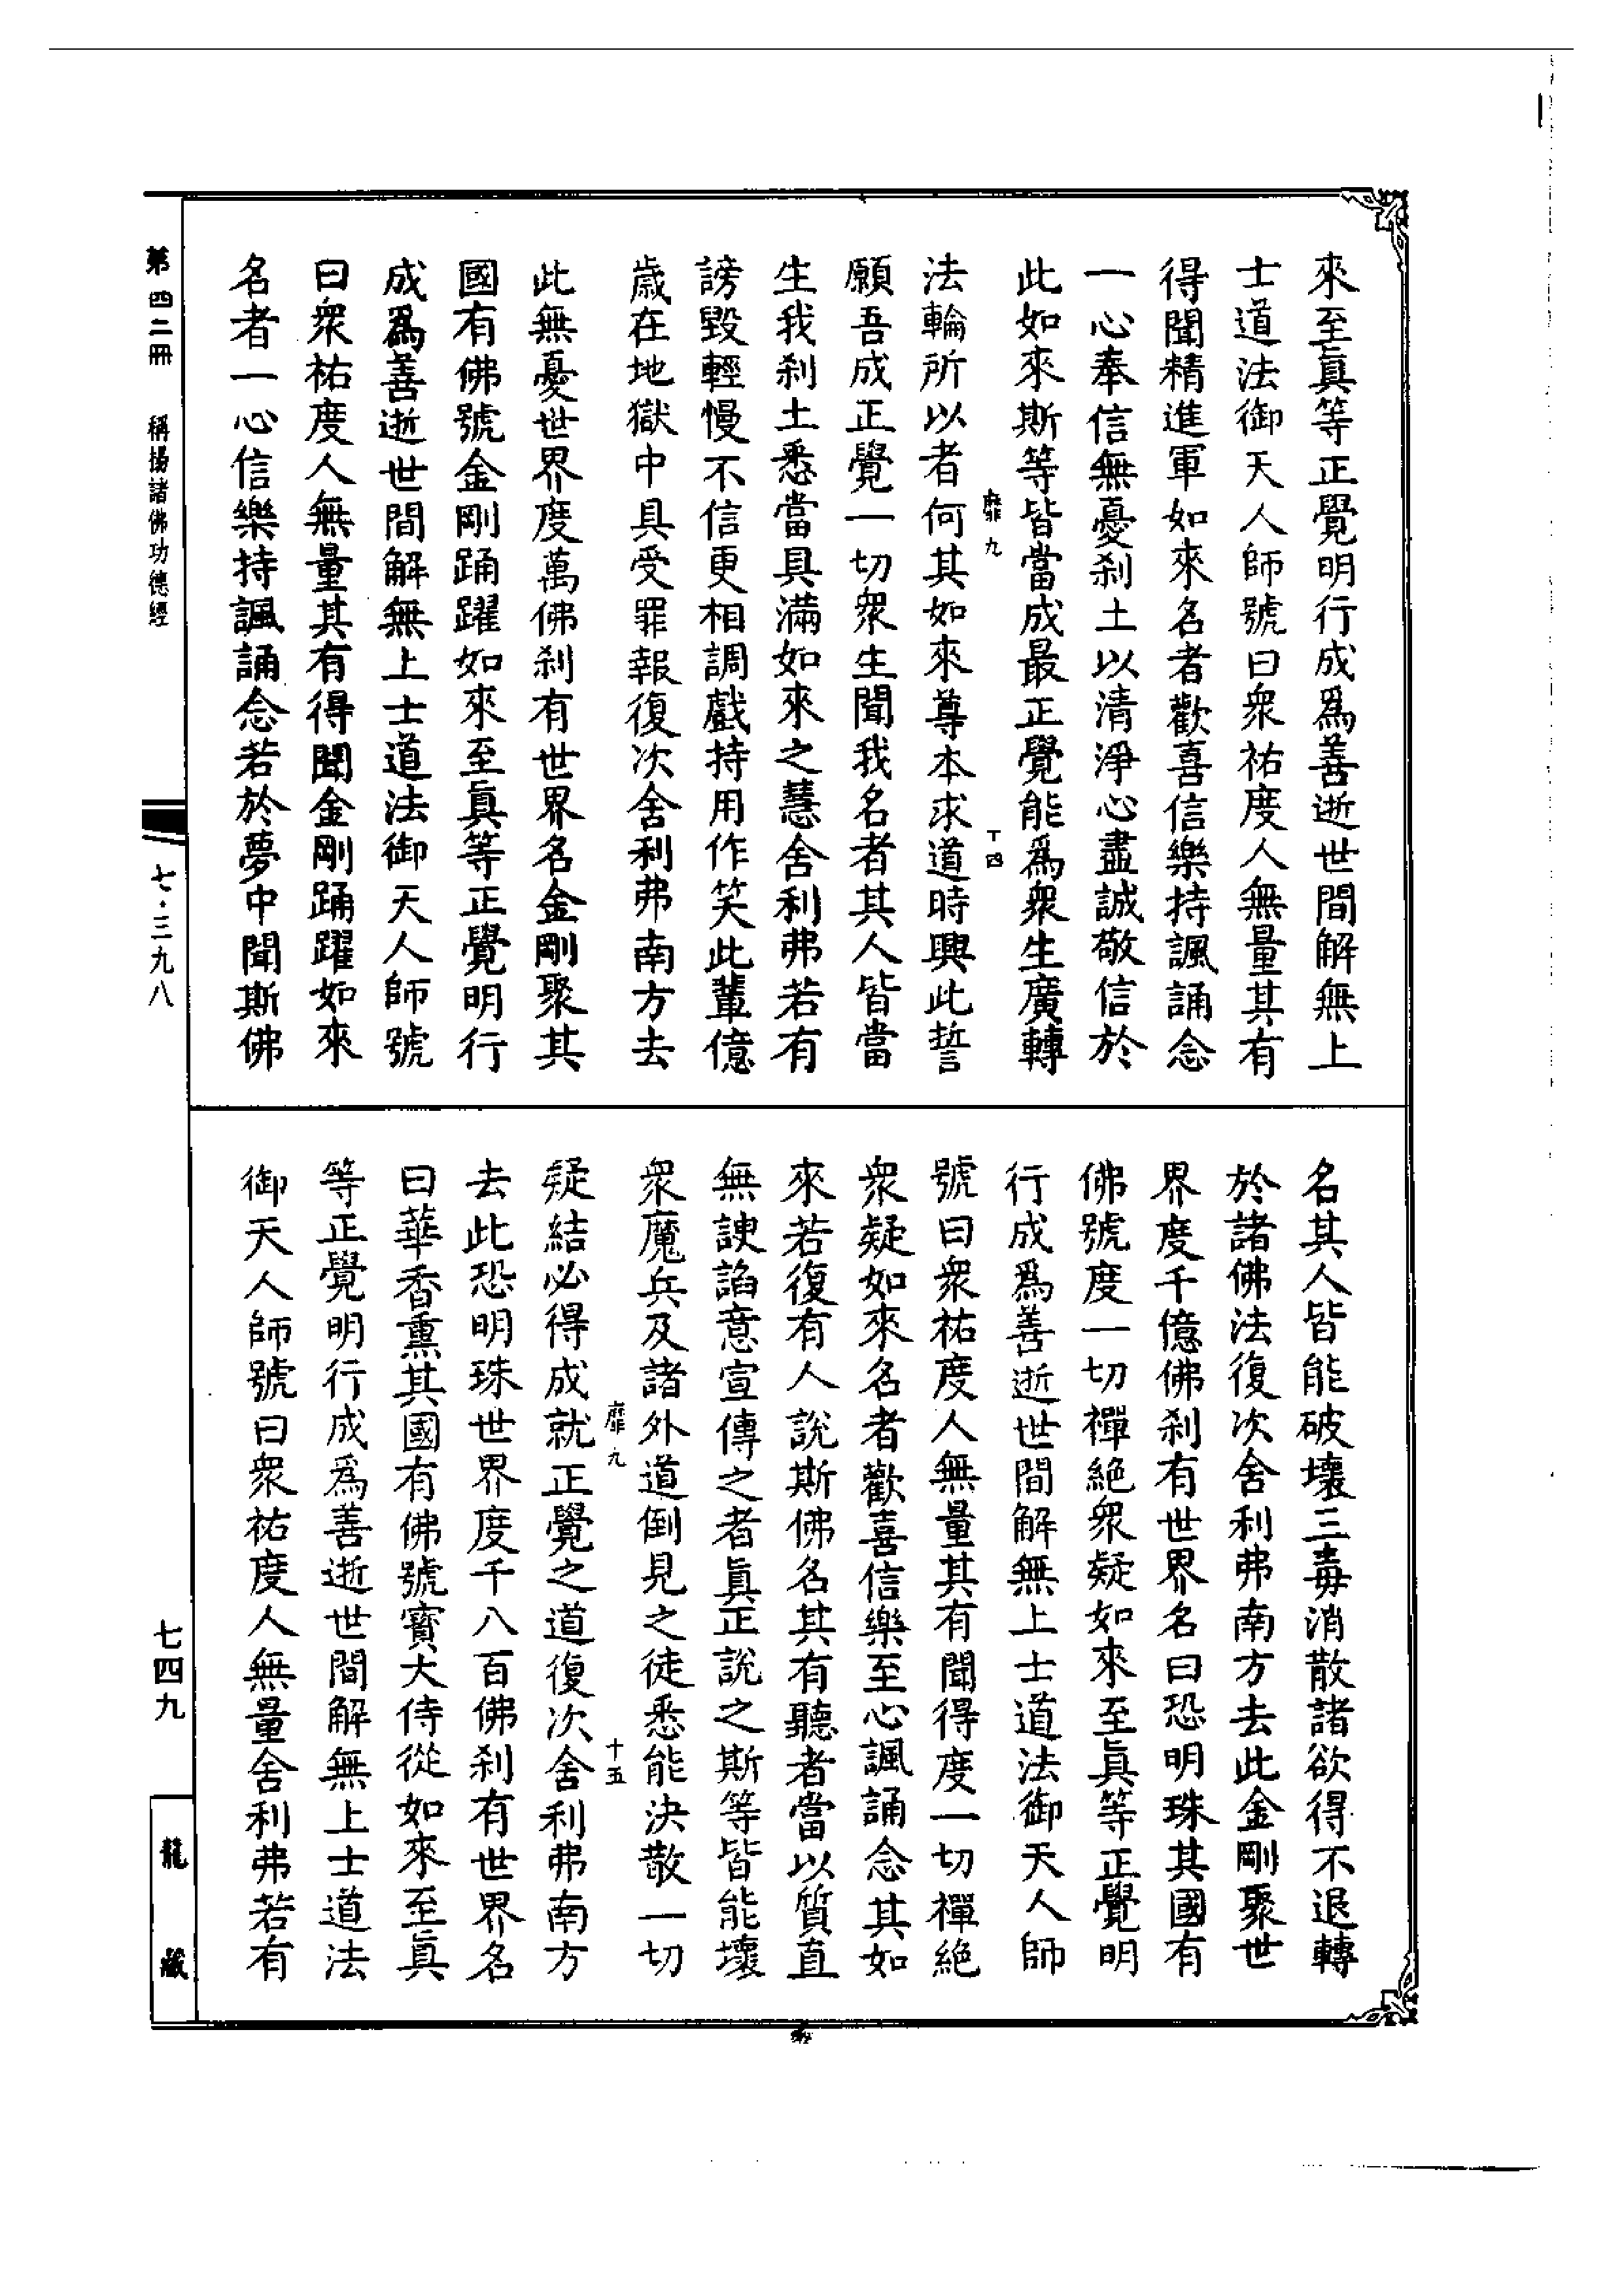 來至眞等正覺明行成爲善逝世間解無上
士道法御天人師號曰衆祐度人無量其有
得聞精進軍如來名者歡喜信樂持諷誦念
一心奉信無憂刹土以清淨心盡誠敬信於
此如來斯等皆當成最正覺能爲衆生廣轉
靡九
十四
法輪所以者何其如來尊本求道時興此誓
願吾成正覺一切衆生聞我名者其人皆當
生我刹土悉當具滿如來之慧舍利弗若有
謗毀輕慢不信更相調戲持用作笑此輩億
歲在地獄中具受罪報復次舍利弗南方去
此無憂世界度萬佛刹有世界名金剛聚其
國有佛號金剛踊躍如來至眞等正覺明行
成爲善逝世間解無上士道法御天人師號
曰衆祐度人無量其有得聞金剛踊躍如來
名者一心信樂持諷誦念若於夢中聞斯佛
名其人皆能破壞三毒消散諸欲得不退轉
於諸佛法復次舍利弗南方去此金剛聚世
界度千億佛刹有世界名曰恐明珠其國有
佛號度一切禪絕衆疑如來至眞等正覺明
行成爲善逝世間解無上士道法御天人師
號曰衆祐度人無量其有聞得度一切禪絕
衆疑如來名者歡喜信樂至心諷誦念其如
來若復有人說斯佛名其有聽者當以質直
無諛諂意宣傳之者眞正說之斯等皆能壞
衆魔兵及諸外道倒見之徒悉能決散一切
靡九
十五
疑結必得成就正覺之道復次舍利弗南方
去此恐明珠世界度千八百佛刹有世界名
曰華香熏其國有佛號寶大侍從如來至眞
等正覺明行成爲善逝世間解無上士道法
御天人師號曰衆祐度人無量舍利弗若有
第四二冊 稱揚諸佛功德經
七·三九八
七四九
龍藏